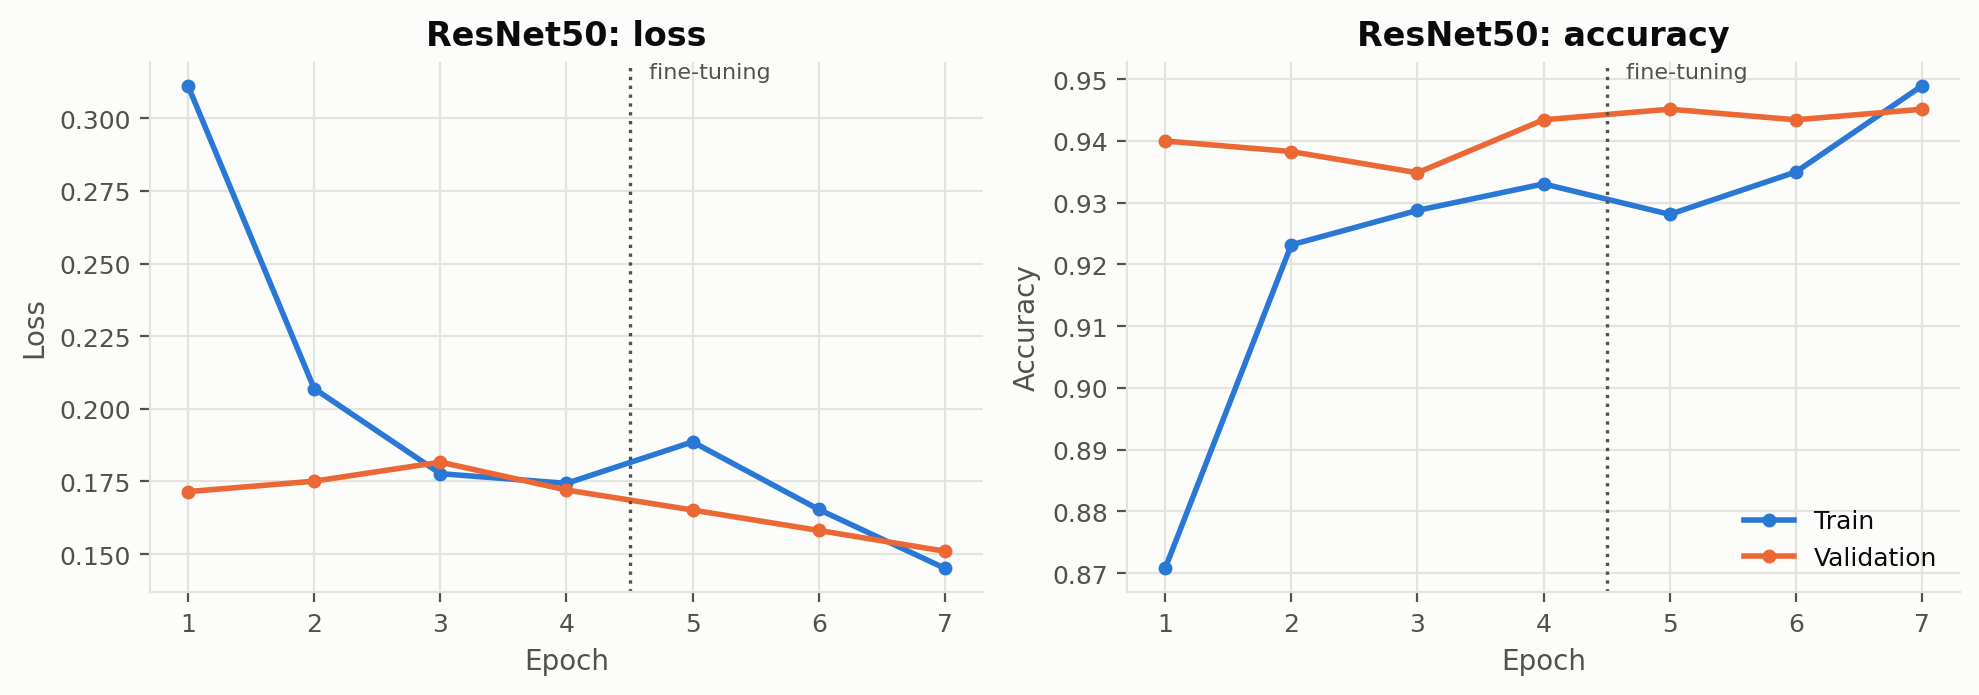 ResNet50: loss
fine-tuning
0.300
0.275
0.250
0.225
0.200
0.175
0.150
Loss
1 2 3 4 5 6 7
Epoch
ResNet50: accuracy
fine-tuning
0.95
0.94
0.93
0.92
0.91
0.90
0.89
0.88
0.87
Accuracy
Train
Validation
1 2 3 4 5 6 7
Epoch